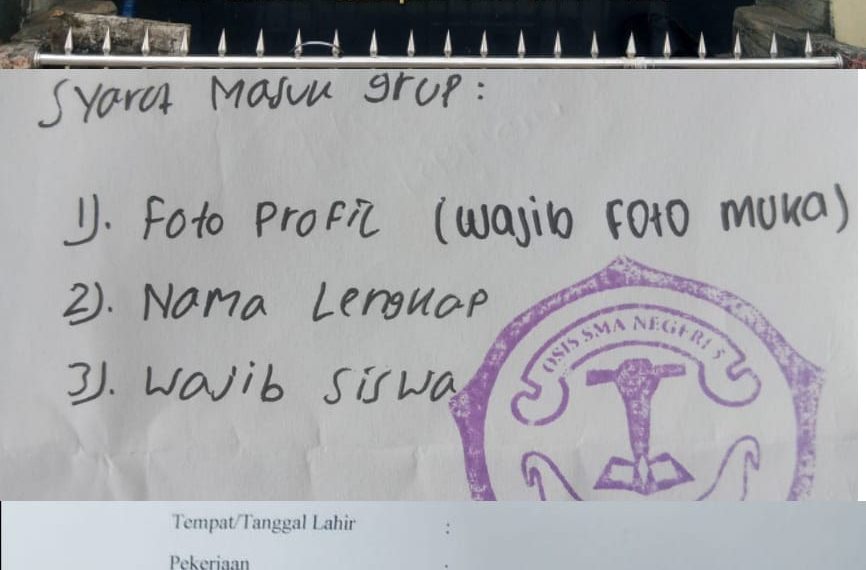 Syarat Masuk grup :
1). Foto Profil (wajib Foto muka)
2). Nama Lengkap
3). Wajib siswa
OSIS SMA NEGERI 5
Tempat/Tanggal Lahir :
Pekerjaan :